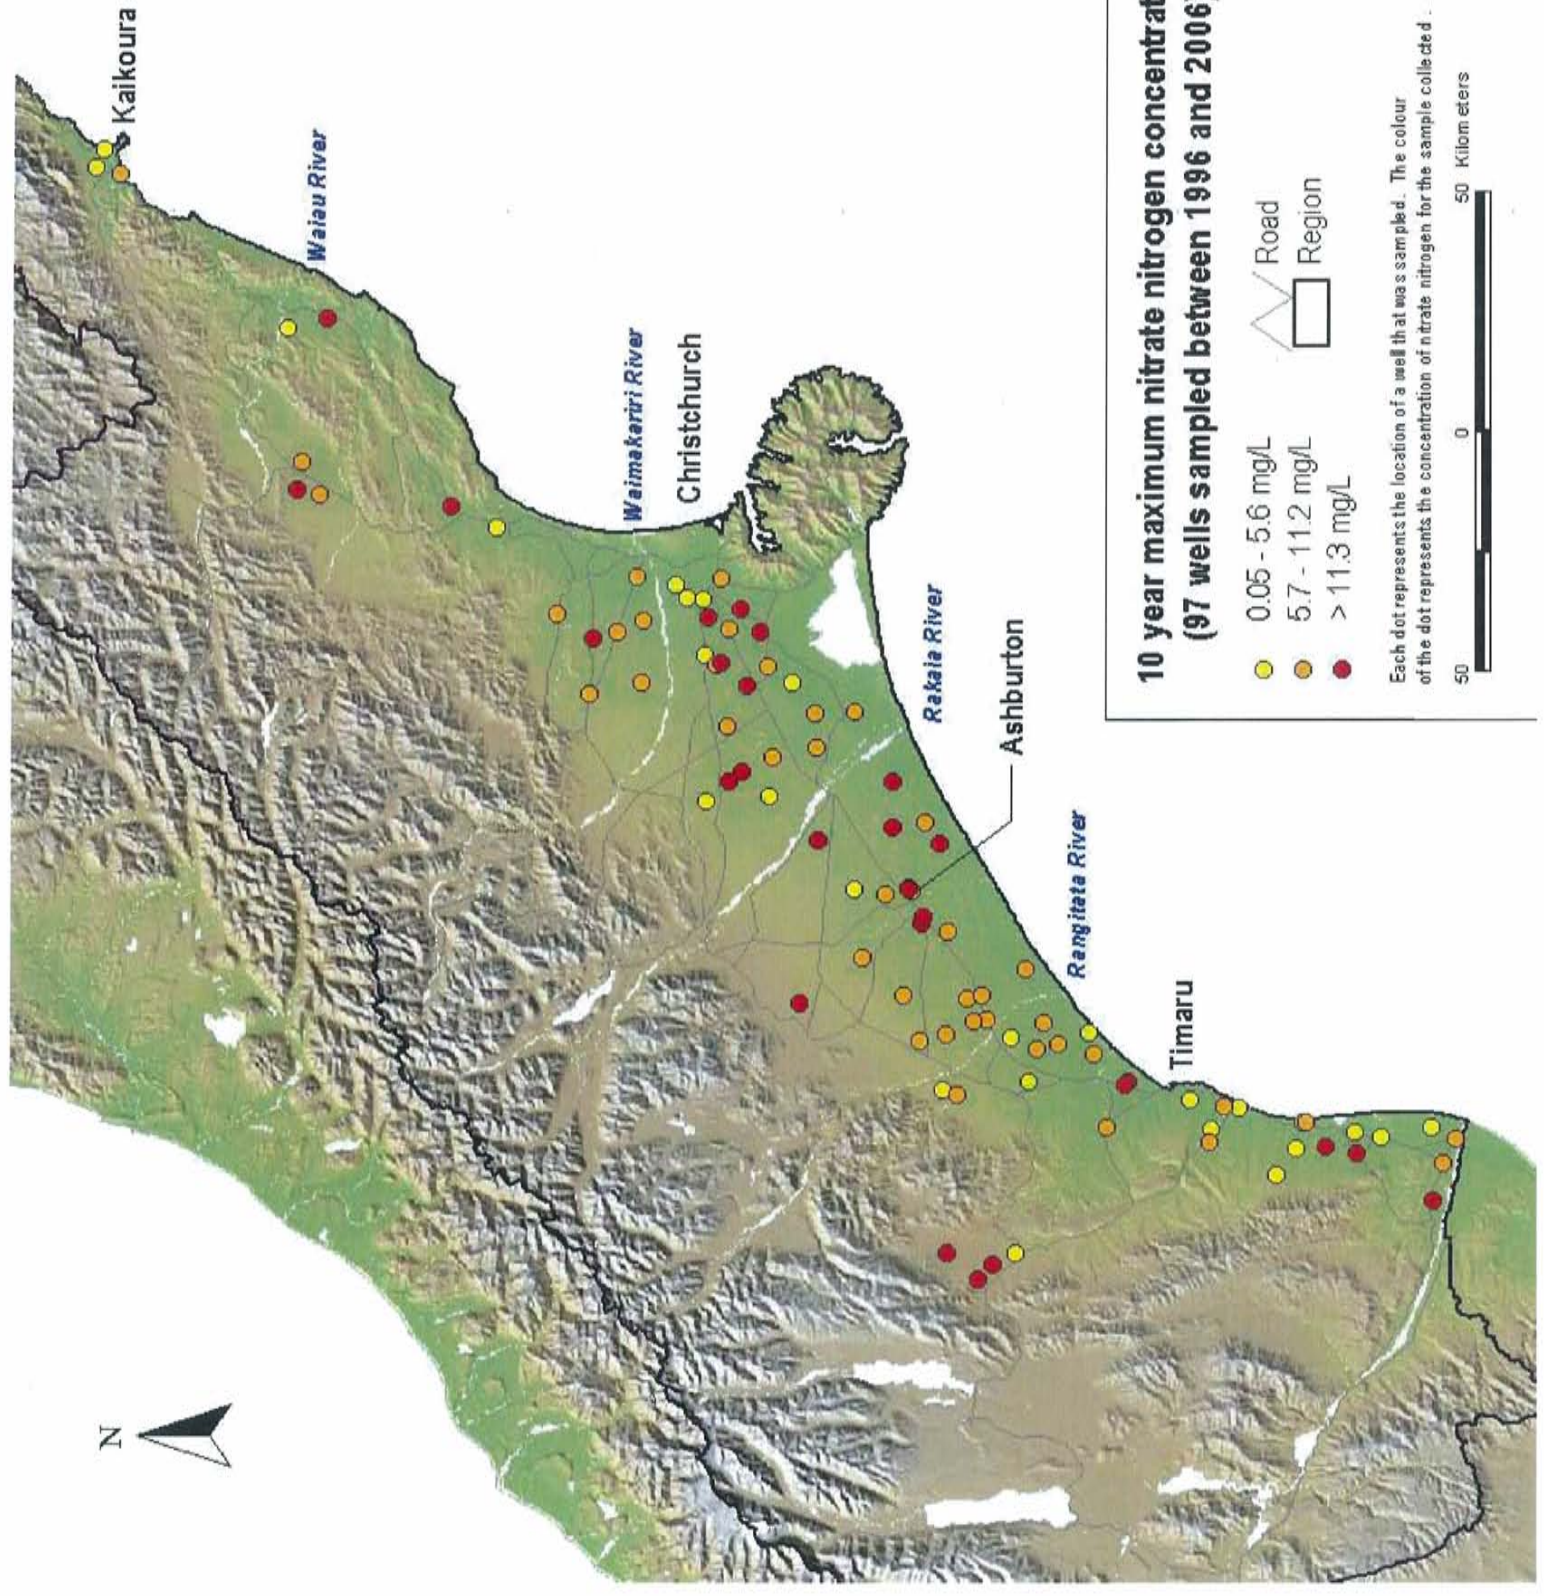 N
Kaikoura
Waiau River
Waimakariri River
Christchurch
Rakaia River
Ashburton
Rangitata River
Timaru
10 year maximum nitrate nitrogen concentrat
(97 wells sampled between 1996 and 2006)
0.05 - 5.6 mg/L
5.7 - 11.2 mg/L
> 11.3 mg/L
Road
Region
Each dot represents the location of a well that was sampled. The colour
of the dot represents the concentration of nitrate nitrogen for the sample collected.
50 0 50 Kilometers